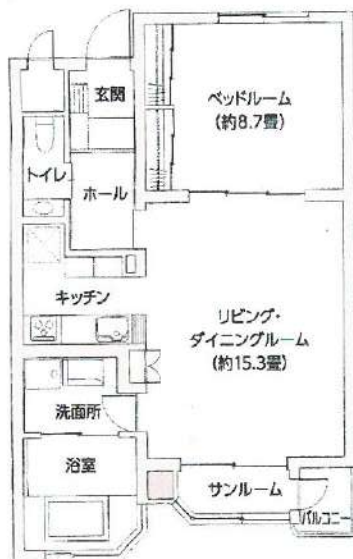 玄関
ベッドルーム
(約8.7畳)
トイレ
ホール
キッチン
リビング・
ダイニングルーム
(約15.3畳)
洗面所
浴室
サンルーム
バルコニー